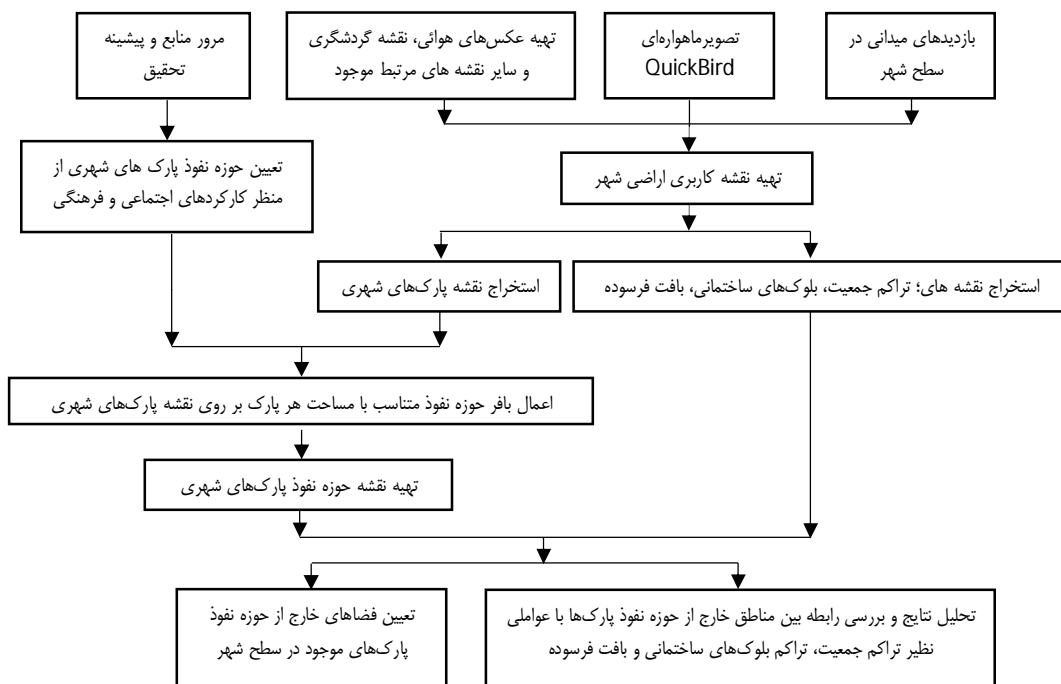 بازدیدهای میدانی در
سطح شهر
تصویرماهواره‌ای
QuickBird
تهیه عکس‌های هوائی، نقشه گردشگری
و سایر نقشه های مرتبط موجود
مرور منابع و پیشینه
تحقیق
تهیه نقشه کاربری اراضی شهر
تعیین حوزه نفوذ پارک های شهری از
منظر کارکردهای اجتماعی و فرهنگی
استخراج نقشه های؛ تراکم جمعیت، بلوک‌های ساختمانی، بافت فرسوده
استخراج نقشه پارک‌های شهری
اعمال بافر حوزه نفوذ متناسب با مساحت هر پارک بر روی نقشه پارک‌های شهری
تهیه نقشه حوزه نفوذ پارک‌های شهری
تحلیل نتایج و بررسی رابطه بین مناطق خارج از حوزه نفوذ پارک‌ها با عواملی
نظیر تراکم جمعیت، تراکم بلوک‌های ساختمانی و بافت فرسوده
تعیین فضاهای خارج از حوزه نفوذ
پارک‌های موجود در سطح شهر